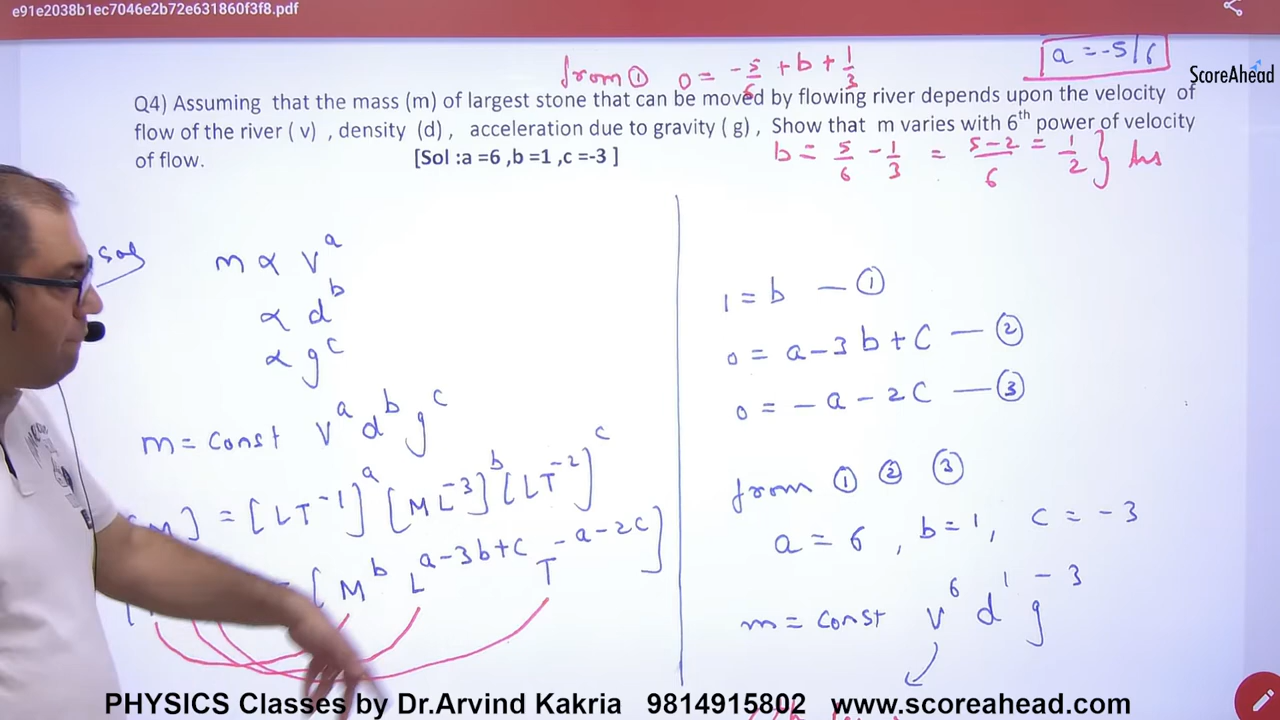 e91e2038b1ec7046e2b72e631860f3f8.pdf
from ① 0 = -5/6 + b + 1/3
a = -5/6
ScoreAhead
Q4) Assuming that the mass (m) of largest stone that can be moved by flowing river depends upon the velocity of
flow of the river ( v) , density (d) , acceleration due to gravity ( g) , Show that m varies with 6th power of velocity
of flow. [Sol :a =6 ,b =1 ,c =-3 ]
b = 5/6 - 1/3 = 5-2/6 = 1/2 } Ans
Sol
m ∝ v^a
∝ d^b
∝ g^c
m = Const v^a d^b g^c
[M] = [LT^-1]^a [ML^-3]^b [LT^-2]^c
= [M^b L^a-3b+c T^-a-2c]
1 = b — ①
0 = a-3b+c — ②
0 = -a-2c — ③
from ① ② ③
a = 6 , b = 1, c = -3
m = Const v^6 d^1 g^-3
PHYSICS Classes by Dr.Arvind Kakria 9814915802 www.scoreahead.com